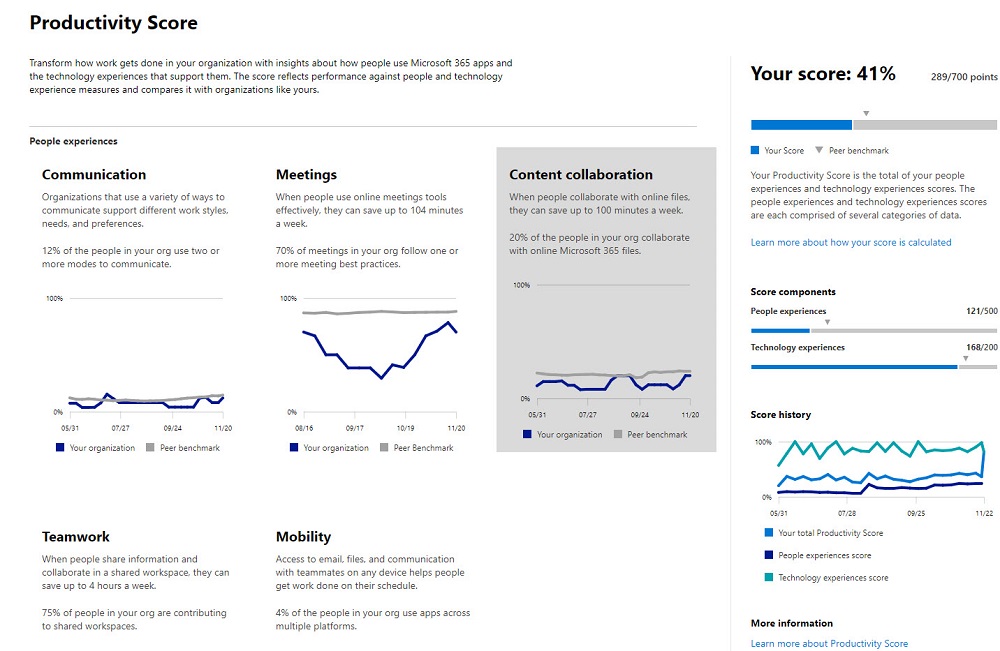 Productivity Score
Transform how work gets done in your organization with insights about how people use Microsoft 365 apps and
the technology experiences that support them. The score reflects performance against people and technology
experience measures and compares it with organizations like yours.
People experiences
Communication
Organizations that use a variety of ways to
communicate support different work styles,
needs, and preferences.
12% of the people in your org use two or
more modes to communicate.
100%
0%
05/31 07/27 09/24 11/20
Your organization Peer benchmark
Meetings
When people use online meetings tools
effectively, they can save up to 104 minutes
a week.
70% of meetings in your org follow one or
more meeting best practices.
100%
0%
08/16 09/17 10/19 11/20
Your organization Peer Benchmark
Content collaboration
When people collaborate with online files,
they can save up to 100 minutes a week.
20% of the people in your org collaborate
with online Microsoft 365 files.
100%
0%
05/31 07/27 09/24 11/20
Your organization Peer benchmark
Teamwork
When people share information and
collaborate in a shared workspace, they can
save up to 4 hours a week.
75% of people in your org are contributing
to shared workspaces.
Mobility
Access to email, files, and communication
with teammates on any device helps people
get work done on their schedule.
4% of the people in your org use apps across
multiple platforms.
Your score: 41% 289/700 points
Your Score Peer benchmark
Your Productivity Score is the total of your people
experiences and technology experiences scores. The
people experiences and technology experiences scores
are each comprised of several categories of data.
Learn more about how your score is calculated
Score components
People experiences 121/500
Technology experiences 168/200
Score history
100%
0%
05/31 07/28 09/25 11/22
Your total Productivity Score
People experiences score
Technology experiences score
More information
Learn more about Productivity Score